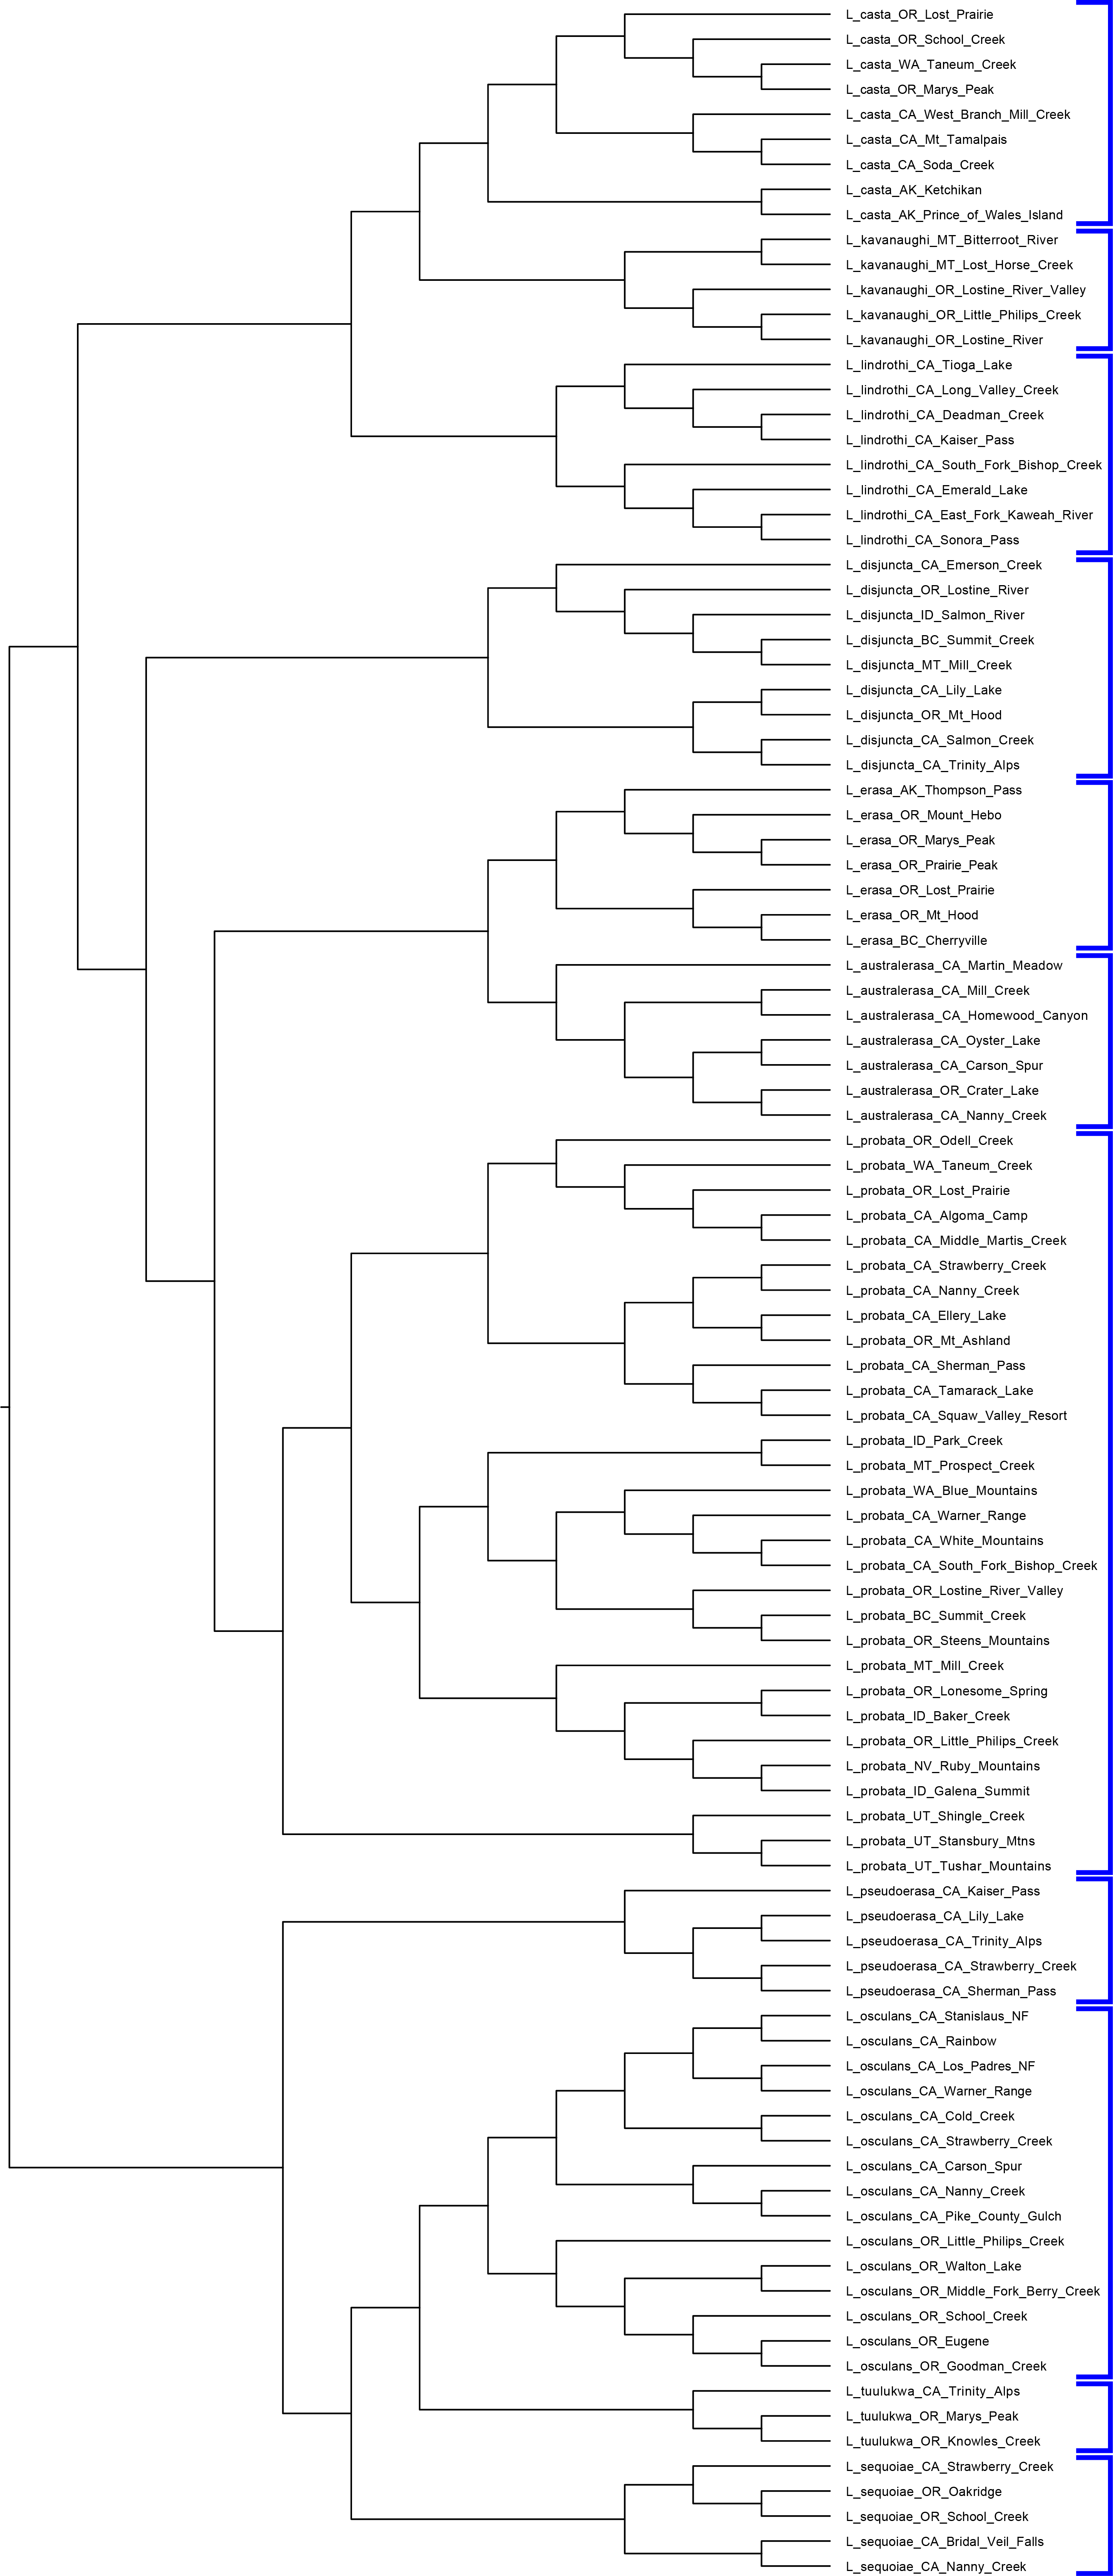 L_casta_OR_Lost_Prairie
L_casta_OR_School_Creek
L_casta_WA_Taneum_Creek
L_casta_OR_Marys_Peak
L_casta_CA_West_Branch_Mill_Creek
L_casta_CA_Mt_Tamalpais
L_casta_CA_Soda_Creek
L_casta_AK_Ketchikan
L_casta_AK_Prince_of_Wales_Island
L_kavanaughi_MT_Bitterroot_River
L_kavanaughi_MT_Lost_Horse_Creek
L_kavanaughi_OR_Lostine_River_Valley
L_kavanaughi_OR_Little_Philips_Creek
L_kavanaughi_OR_Lostine_River
L_lindrothi_CA_Tioga_Lake
L_lindrothi_CA_Long_Valley_Creek
L_lindrothi_CA_Deadman_Creek
L_lindrothi_CA_Kaiser_Pass
L_lindrothi_CA_South_Fork_Bishop_Creek
L_lindrothi_CA_Emerald_Lake
L_lindrothi_CA_East_Fork_Kaweah_River
L_lindrothi_CA_Sonora_Pass
L_disjuncta_CA_Emerson_Creek
L_disjuncta_OR_Lostine_River
L_disjuncta_ID_Salmon_River
L_disjuncta_BC_Summit_Creek
L_disjuncta_MT_Mill_Creek
L_disjuncta_CA_Lily_Lake
L_disjuncta_OR_Mt_Hood
L_disjuncta_CA_Salmon_Creek
L_disjuncta_CA_Trinity_Alps
L_erasa_AK_Thompson_Pass
L_erasa_OR_Mount_Hebo
L_erasa_OR_Marys_Peak
L_erasa_OR_Prairie_Peak
L_erasa_OR_Lost_Prairie
L_erasa_OR_Mt_Hood
L_erasa_BC_Cherryville
L_australerasa_CA_Martin_Meadow
L_australerasa_CA_Mill_Creek
L_australerasa_CA_Homewood_Canyon
L_australerasa_CA_Oyster_Lake
L_australerasa_CA_Carson_Spur
L_australerasa_OR_Crater_Lake
L_australerasa_CA_Nanny_Creek
L_probata_OR_Odell_Creek
L_probata_WA_Taneum_Creek
L_probata_OR_Lost_Prairie
L_probata_CA_Algoma_Camp
L_probata_CA_Middle_Martis_Creek
L_probata_CA_Strawberry_Creek
L_probata_CA_Nanny_Creek
L_probata_CA_Ellery_Lake
L_probata_OR_Mt_Ashland
L_probata_CA_Sherman_Pass
L_probata_CA_Tamarack_Lake
L_probata_CA_Squaw_Valley_Resort
L_probata_ID_Park_Creek
L_probata_MT_Prospect_Creek
L_probata_WA_Blue_Mountains
L_probata_CA_Warner_Range
L_probata_CA_White_Mountains
L_probata_CA_South_Fork_Bishop_Creek
L_probata_OR_Lostine_River_Valley
L_probata_BC_Summit_Creek
L_probata_OR_Steens_Mountains
L_probata_MT_Mill_Creek
L_probata_OR_Lonesome_Spring
L_probata_ID_Baker_Creek
L_probata_OR_Little_Philips_Creek
L_probata_NV_Ruby_Mountains
L_probata_ID_Galena_Summit
L_probata_UT_Shingle_Creek
L_probata_UT_Stansbury_Mtns
L_probata_UT_Tushar_Mountains
L_pseudoerasa_CA_Kaiser_Pass
L_pseudoerasa_CA_Lily_Lake
L_pseudoerasa_CA_Trinity_Alps
L_pseudoerasa_CA_Strawberry_Creek
L_pseudoerasa_CA_Sherman_Pass
L_osculans_CA_Stanislaus_NF
L_osculans_CA_Rainbow
L_osculans_CA_Los_Padres_NF
L_osculans_CA_Warner_Range
L_osculans_CA_Cold_Creek
L_osculans_CA_Strawberry_Creek
L_osculans_CA_Carson_Spur
L_osculans_CA_Nanny_Creek
L_osculans_CA_Pike_County_Gulch
L_osculans_OR_Little_Philips_Creek
L_osculans_OR_Walton_Lake
L_osculans_OR_Middle_Fork_Berry_Creek
L_osculans_OR_School_Creek
L_osculans_OR_Eugene
L_osculans_OR_Goodman_Creek
L_tuulukwa_CA_Trinity_Alps
L_tuulukwa_OR_Marys_Peak
L_tuulukwa_OR_Knowles_Creek
L_sequoiae_CA_Strawberry_Creek
L_sequoiae_OR_Oakridge
L_sequoiae_OR_School_Creek
L_sequoiae_CA_Bridal_Veil_Falls
L_sequoiae_CA_Nanny_Creek